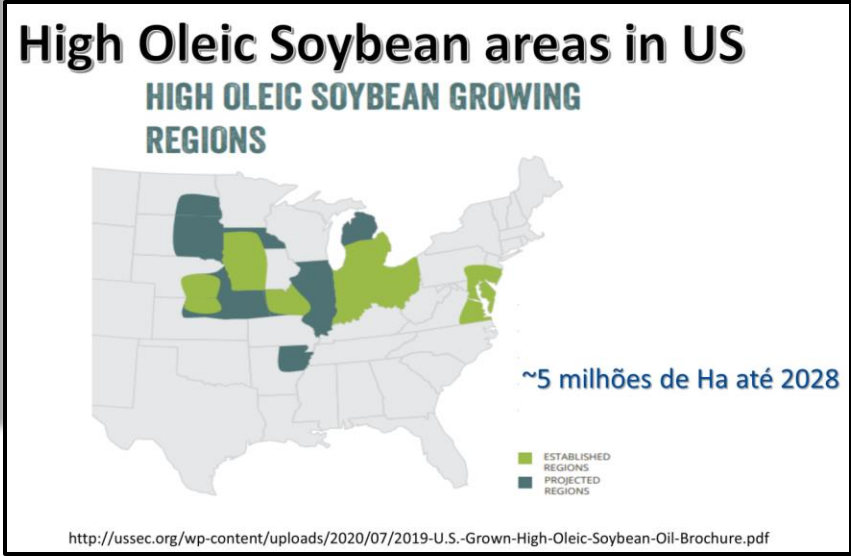 High Oleic Soybean areas in US
HIGH OLEIC SOYBEAN GROWING
REGIONS
~5 milhões de Ha até 2028
ESTABLISHED
REGIONS
PROJECTED
REGIONS
http://ussec.org/wp-content/uploads/2020/07/2019-U.S.-Grown-High-Oleic-Soybean-Oil-Brochure.pdf